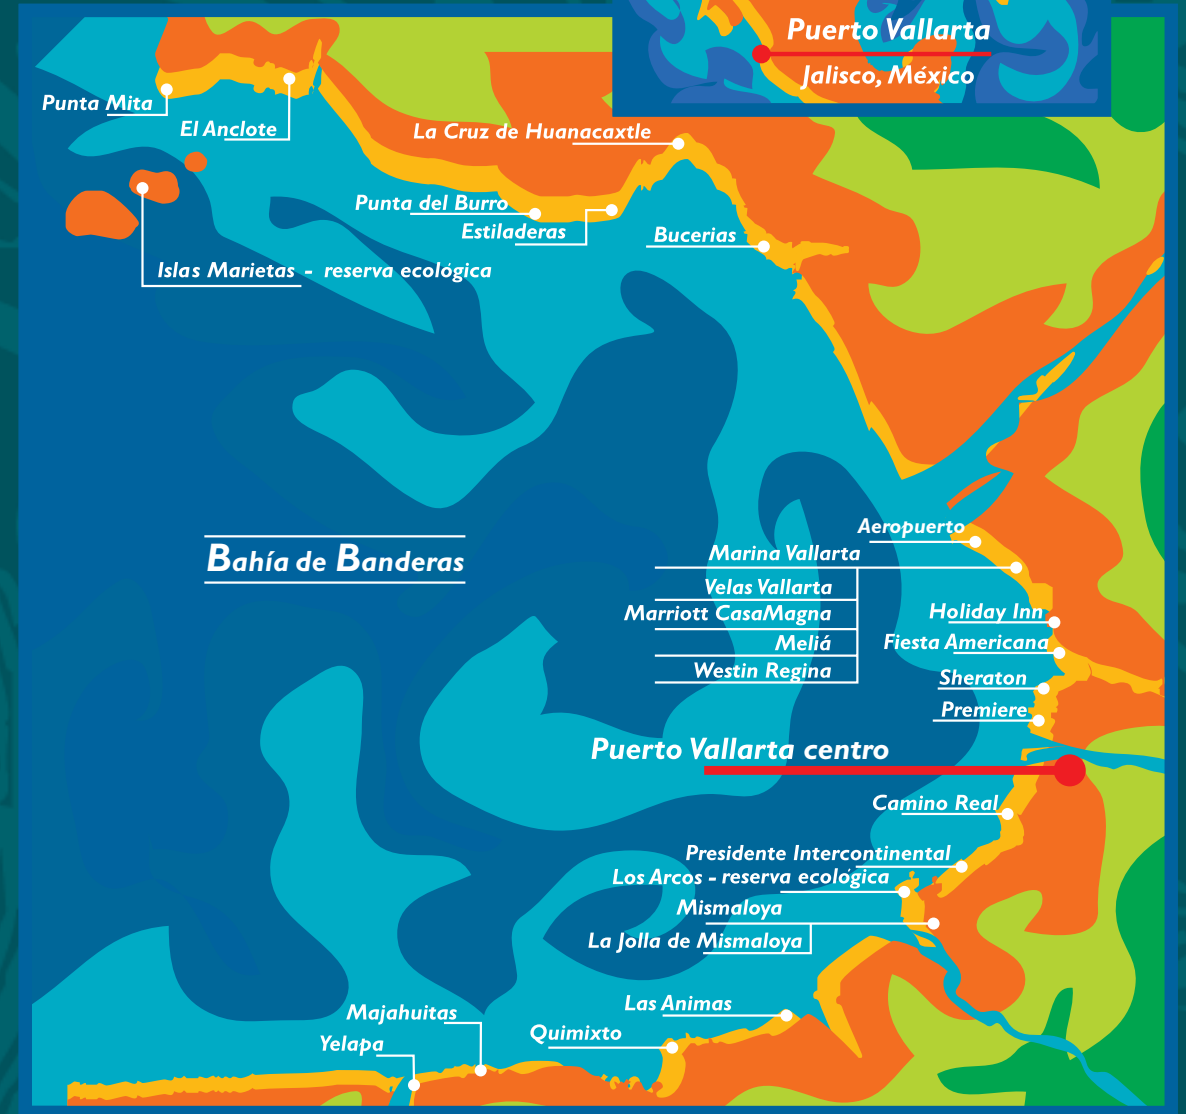 Puerto Vallarta
Jalisco, México
Punta Mita
El Anclote
La Cruz de Huanacaxtle
Punta del Burro
Estiladeras
Bucerias
Islas Marietas - reserva ecológica
Aeropuerto
Bahía de Banderas
Marina Vallarta
Velas Vallarta
Marriott CasaMagna
Holiday Inn
Meliá
Fiesta Americana
Westin Regina
Sheraton
Premiere
Puerto Vallarta centro
Camino Real
Presidente Intercontinental
Los Arcos - reserva ecológica
Mismaloya
La Jolla de Mismaloya
Las Animas
Majahuitas
Quimixto
Yelapa